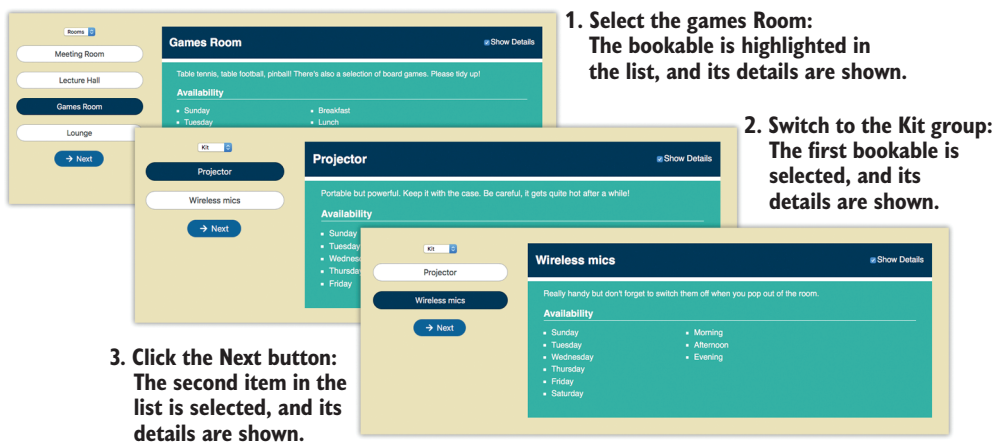 1. Select the games Room:
The bookable is highlighted in
the list, and its details are shown.
Rooms
Meeting Room
Lecture Hall
Games Room
Lounge
→ Next
Games Room
Show Details
Table tennis, table football, pinball! There's also a selection of board games. Please tidy up!
Availability
Sunday
Tuesday
Breakfast
Lunch
2. Switch to the Kit group:
The first bookable is
selected, and its
details are shown.
Kit
Projector
Wireless mics
→ Next
Projector
Show Details
Portable but powerful. Keep it with the case. Be careful, it gets quite hot after a while!
Availability
Sunday
Tuesday
Thursday
Friday
3. Click the Next button:
The second item in the
list is selected, and its
details are shown.
Kit
Projector
Wireless mics
→ Next
Wireless mics
Show Details
Really handy but don't forget to switch them off when you pop out of the room.
Availability
Sunday
Tuesday
Wednesday
Thursday
Friday
Saturday
Morning
Afternoon
Evening